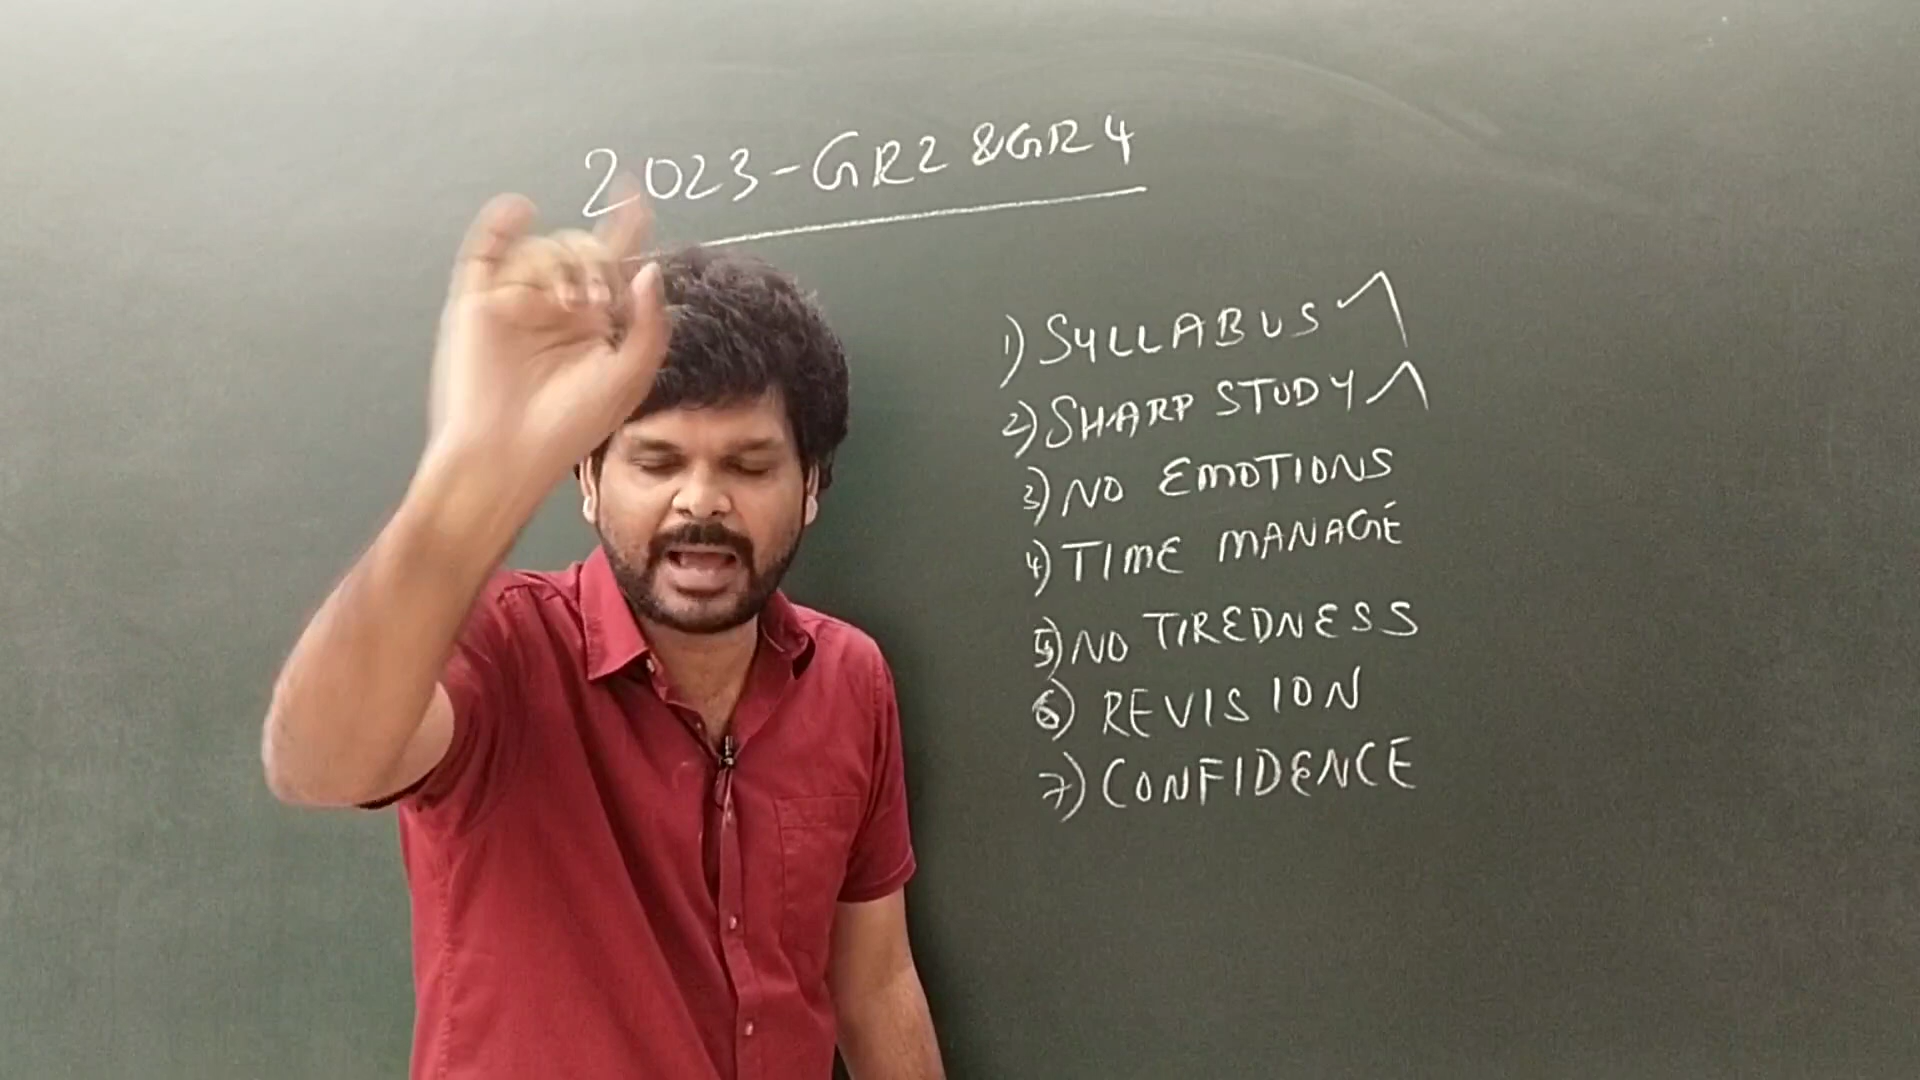 2023-GR2 & GR4
1) SYLLABUS
2) SHARP STUDY
3) NO EMOTIONS
4) TIME MANAGE
5) NO TIREDNESS
6) REVISION
7) CONFIDENCE